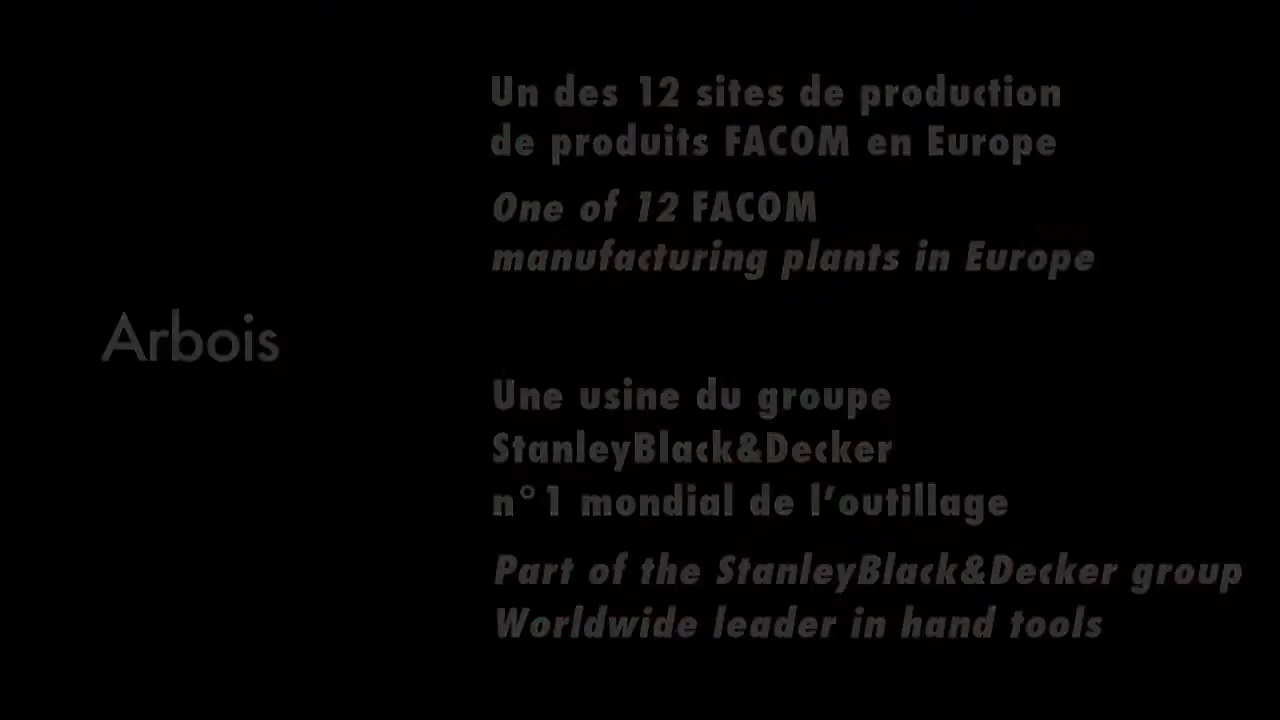 Arbois
Un des 12 sites de production
de produits FACOM en Europe
One of 12 FACOM
manufacturing plants in Europe
Une usine du groupe
StanleyBlack&Decker
n°1 mondial de l'outillage
Part of the StanleyBlack&Decker group
Worldwide leader in hand tools